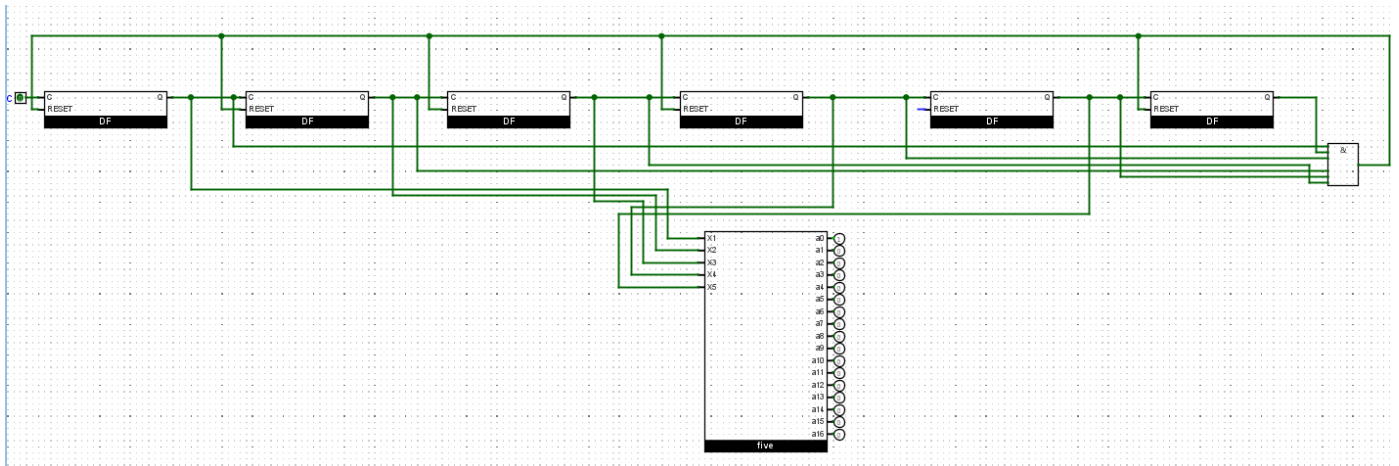 C
C Q
RESET
DF
C Q
RESET
DF
C Q
RESET
DF
C Q
RESET
DF
C Q
RESET
DF
C Q
RESET
DF
&
X1 a0
X2 a1
X3 a2
X4 a3
X5 a4
a5
a6
a7
a8
a9
a10
a11
a12
a13
a14
a15
a16
five